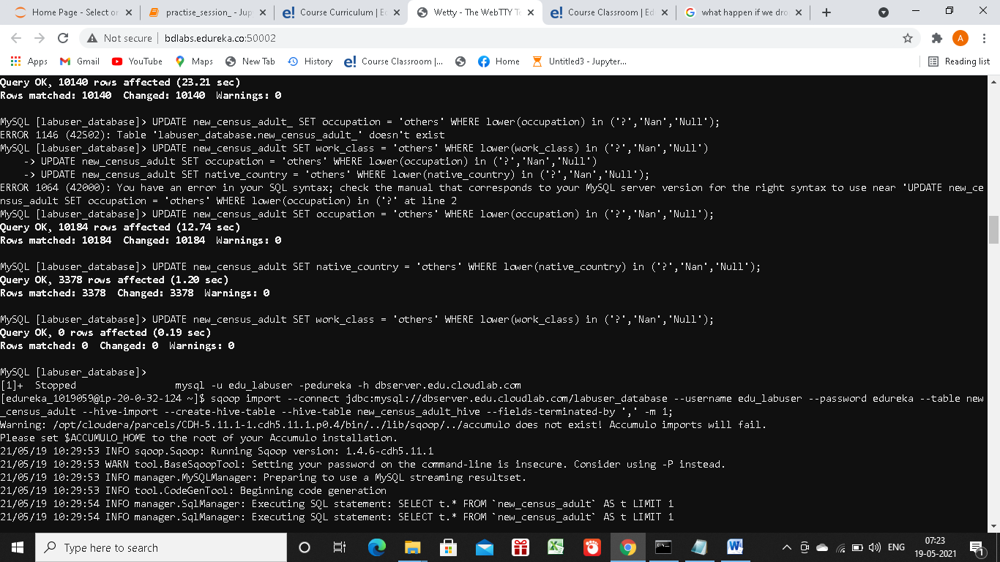 Home Page - Select or
practise_session_ - Jup
Course Curriculum | Ed
Wetty - The WebTTY Te
Course Classroom | Ed
what happen if we dro
Not secure | bdlabs.edureka.co:50002
A
Apps Gmail YouTube Maps New Tab History Course Classroom |... Home Untitled3 - Jupyter... Reading list
Query OK, 10140 rows affected (23.21 sec)
Rows matched: 10140 Changed: 10140 Warnings: 0
MySQL [labuser_database]> UPDATE new_census_adult_ SET occupation = 'others' WHERE lower(occupation) in ('?','Nan','Null');
ERROR 1146 (42S02): Table 'labuser_database.new_census_adult_' doesn't exist
MySQL [labuser_database]> UPDATE new_census_adult SET work_class = 'others' WHERE lower(work_class) in ('?','Nan','Null')
-> UPDATE new_census_adult SET occupation = 'others' WHERE lower(occupation) in ('?','Nan','Null')
-> UPDATE new_census_adult SET native_country = 'others' WHERE lower(native_country) in ('?','Nan','Null');
ERROR 1064 (42000): You have an error in your SQL syntax; check the manual that corresponds to your MySQL server version for the right syntax to use near 'UPDATE new_ce
nsus_adult SET occupation = 'others' WHERE lower(occupation) in ('?' at line 2
MySQL [labuser_database]> UPDATE new_census_adult SET occupation = 'others' WHERE lower(occupation) in ('?','Nan','Null');
Query OK, 10184 rows affected (12.74 sec)
Rows matched: 10184 Changed: 10184 Warnings: 0
MySQL [labuser_database]> UPDATE new_census_adult SET native_country = 'others' WHERE lower(native_country) in ('?','Nan','Null');
Query OK, 3378 rows affected (1.20 sec)
Rows matched: 3378 Changed: 3378 Warnings: 0
MySQL [labuser_database]> UPDATE new_census_adult SET work_class = 'others' WHERE lower(work_class) in ('?','Nan','Null');
Query OK, 0 rows affected (0.19 sec)
Rows matched: 0 Changed: 0 Warnings: 0
MySQL [labuser_database]>
[1]+ Stopped mysql -u edu_labuser -pedureka -h dbserver.edu.cloudlab.com
[edureka_1019059@ip-20-0-32-124 ~]$ sqoop import --connect jdbc:mysql://dbserver.edu.cloudlab.com/labuser_database --username edu_labuser --password edureka --table new
_census_adult --hive-import --create-hive-table --hive-table new_census_adult_hive --fields-terminated-by ',' -m 1;
Warning: /opt/cloudera/parcels/CDH-5.11.1-1.cdh5.11.1.p0.4/bin/../lib/sqoop/../accumulo does not exist! Accumulo imports will fail.
Please set $ACCUMULO_HOME to the root of your Accumulo installation.
21/05/19 10:29:53 INFO sqoop.Sqoop: Running Sqoop version: 1.4.6-cdh5.11.1
21/05/19 10:29:53 WARN tool.BaseSqoopTool: Setting your password on the command-line is insecure. Consider using -P instead.
21/05/19 10:29:53 INFO manager.MySQLManager: Preparing to use a MySQL streaming resultset.
21/05/19 10:29:53 INFO tool.CodeGenTool: Beginning code generation
21/05/19 10:29:54 INFO manager.SqlManager: Executing SQL statement: SELECT t.* FROM `new_census_adult` AS t LIMIT 1
21/05/19 10:29:54 INFO manager.SqlManager: Executing SQL statement: SELECT t.* FROM `new_census_adult` AS t LIMIT 1
Type here to search
ENG
07:23
19-05-2021
1